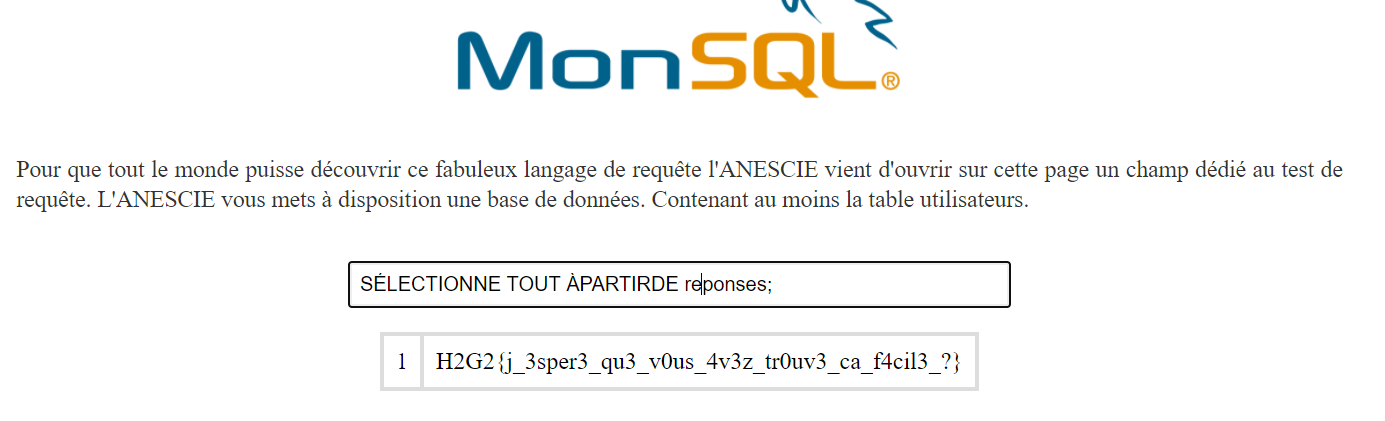 MonSQL®
Pour que tout le monde puisse découvrir ce fabuleux langage de requête l'ANESCIE vient d'ouvrir sur cette page un champ dédié au test de
requête. L'ANESCIE vous mets à disposition une base de données. Contenant au moins la table utilisateurs.
SÉLECTIONNE TOUT ÀPARTIRDE reponses;
1 H2G2{j_3sper3_qu3_v0us_4v3z_tr0uv3_ca_f4cil3_?}